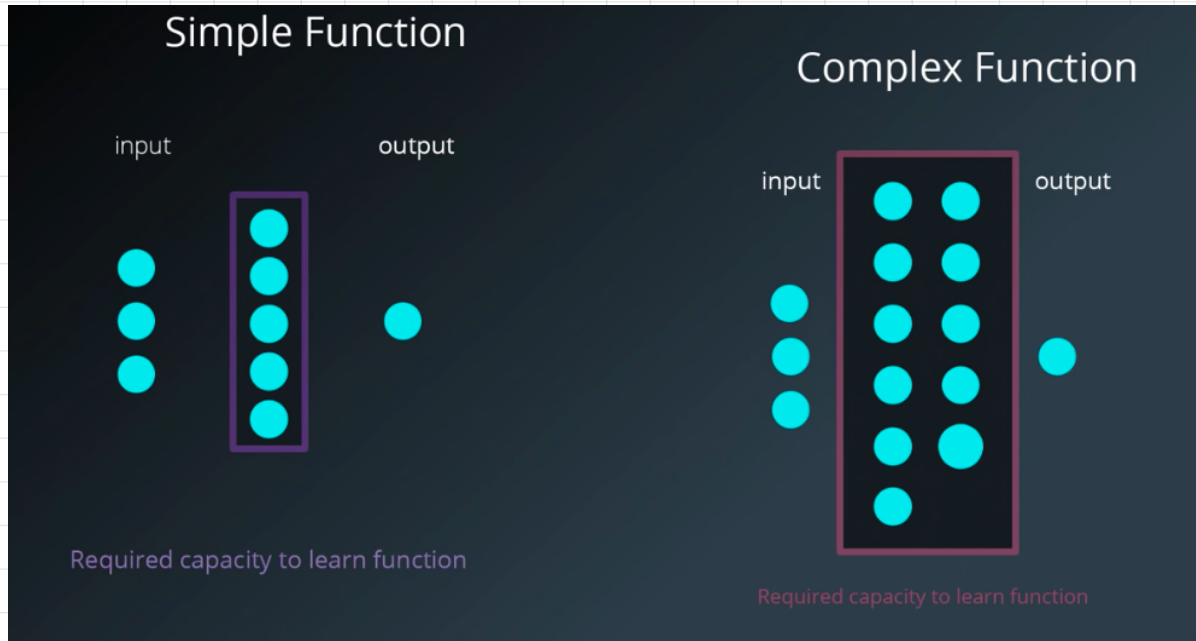 Simple Function
input
output
Required capacity to learn function
Complex Function
input
output
Required capacity to learn function